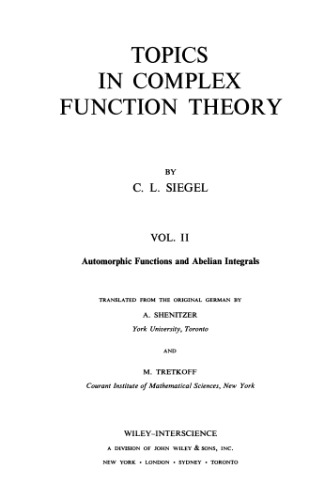 TOPICS
IN COMPLEX
FUNCTION THEORY
BY
C. L. SIEGEL
VOL. II
Automorphic Functions and Abelian Integrals
TRANSLATED FROM THE ORIGINAL GERMAN BY
A. SHENITZER
York University, Toronto
AND
M. TRETKOFF
Courant Institute of Mathematical Sciences, New York
WILEY–INTERSCIENCE
A DIVISION OF JOHN WILEY & SONS, INC.
NEW YORK • LONDON • SYDNEY • TORONTO